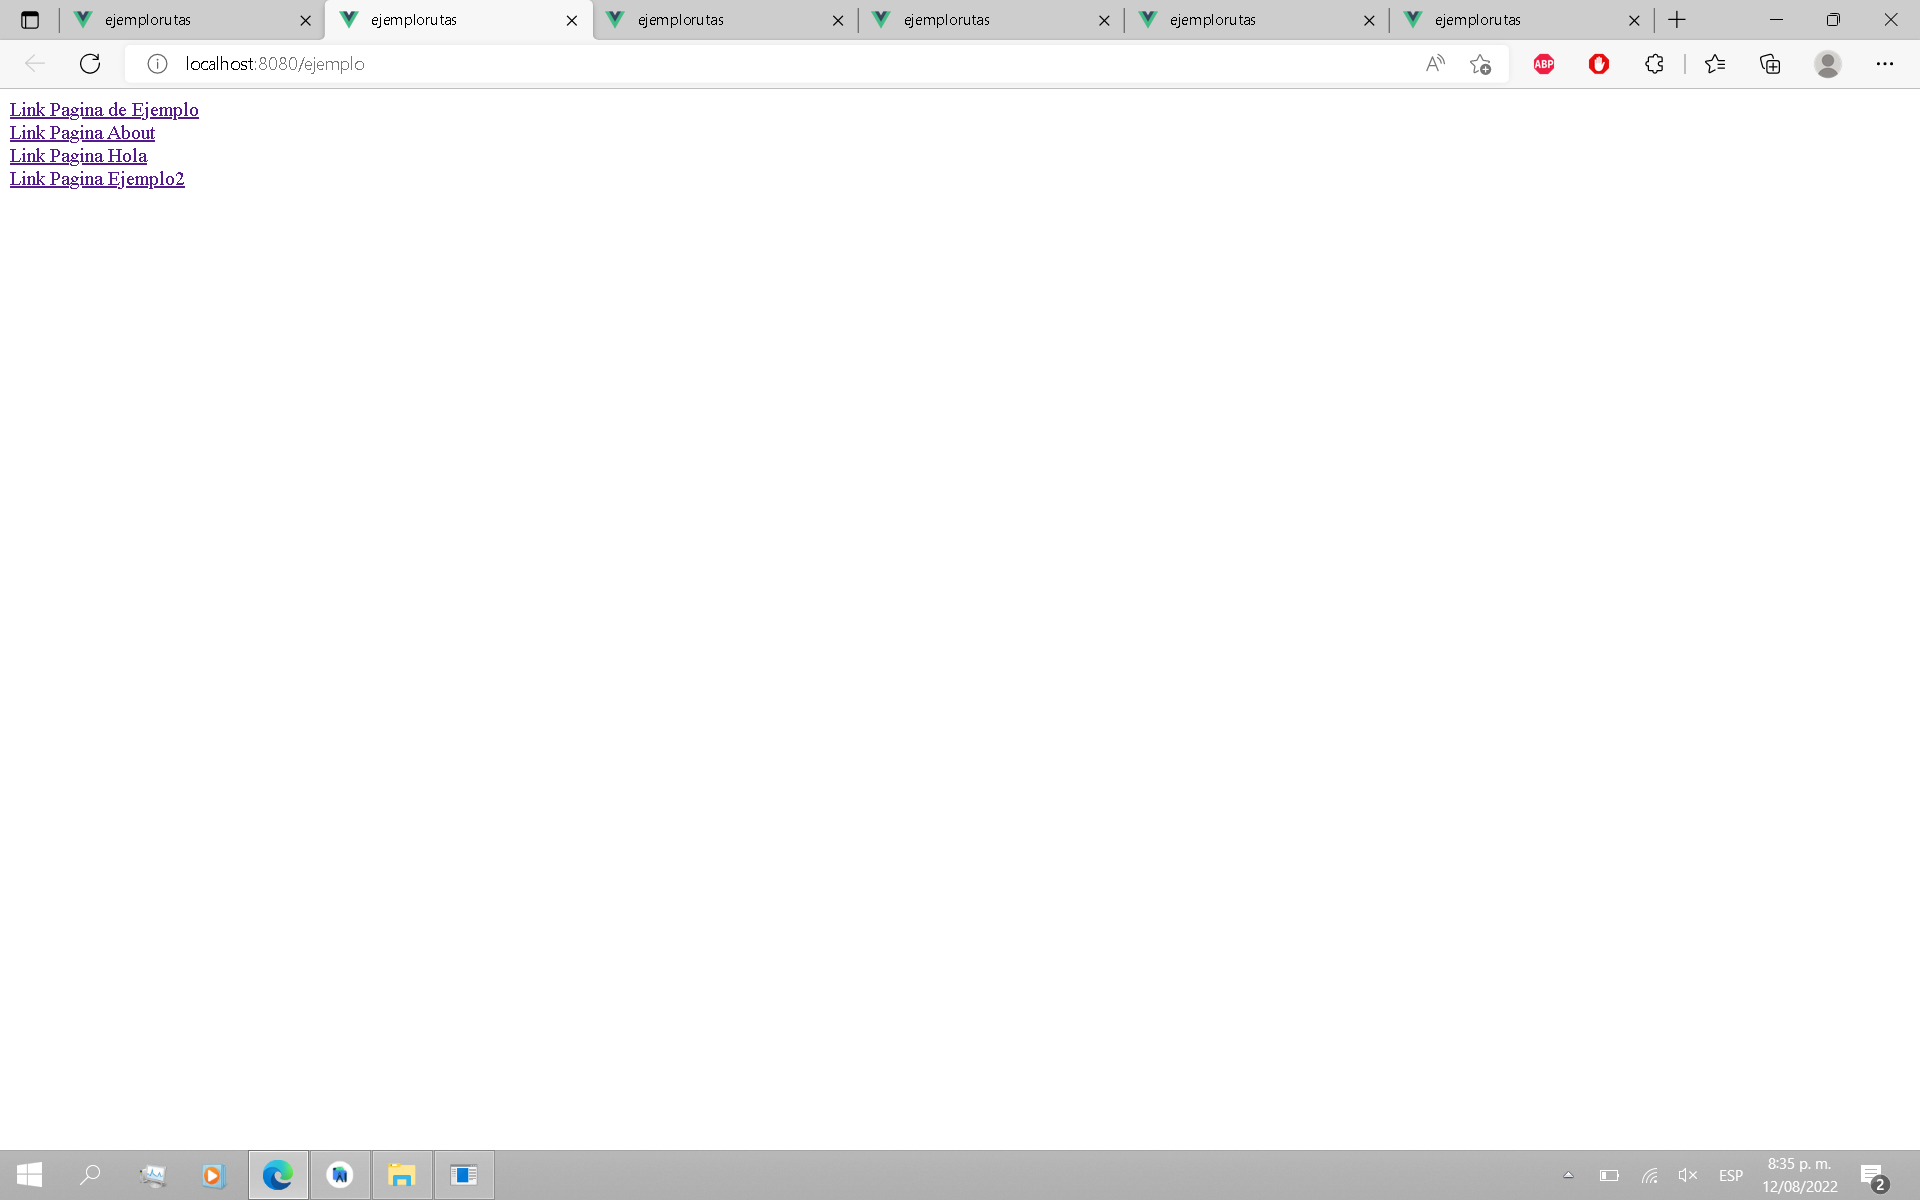 ejemplorutas
ejemplorutas
ejemplorutas
ejemplorutas
ejemplorutas
ejemplorutas
localhost:8080/ejemplo
A
ABP
Link Pagina de Ejemplo
Link Pagina About
Link Pagina Hola
Link Pagina Ejemplo2
ESP
8:35 p. m.
12/08/2022
2